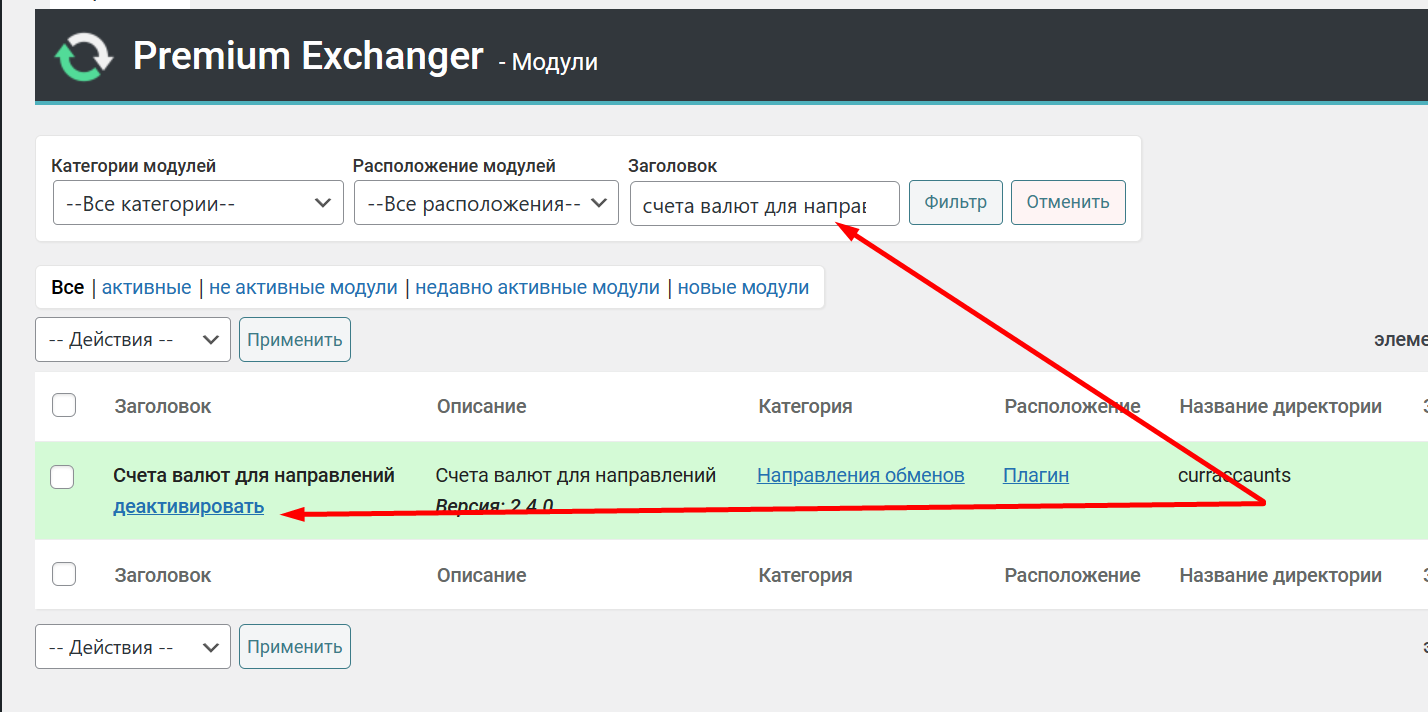 Premium Exchanger - Модули
Категории модулей Расположение модулей Заголовок
--Все категории-- --Все расположения-- счета валют для направ Фильтр Отменить
Все | активные | не активные модули | недавно активные модули | новые модули
-- Действия -- Применить элеме
Заголовок Описание Категория Расположение Название директории
Счета валют для направлений Счета валют для направлений Направления обменов Плагин curraccaunts
деактивировать Версия: 2.4.0
Заголовок Описание Категория Расположение Название директории
-- Действия -- Применить